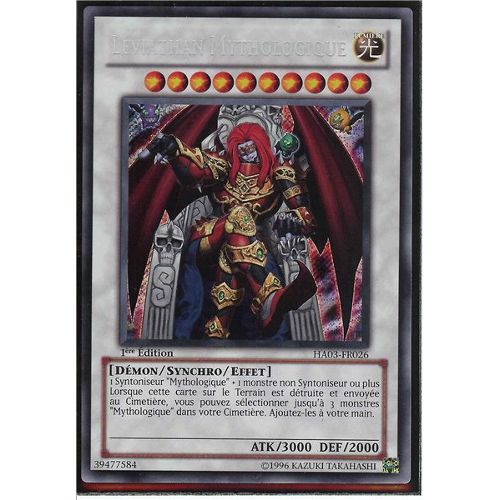 LEVIATHAN MYTHOLOGIQUE
LUMIÈRE
光
1ère Édition
HA03-FR026
[DÉMON/SYNCHRO/EFFET]
1 Syntoniseur "Mythologique" + 1 monstre non Syntoniseur ou plus
Lorsque cette carte sur le Terrain est détruite et envoyée
au Cimetière, vous pouvez sélectionner jusqu'à 3 monstres
"Mythologique" dans votre Cimetière. Ajoutez-les à votre main.
ATK/3000 DEF/2000
39477584
©1996 KAZUKI TAKAHASHI